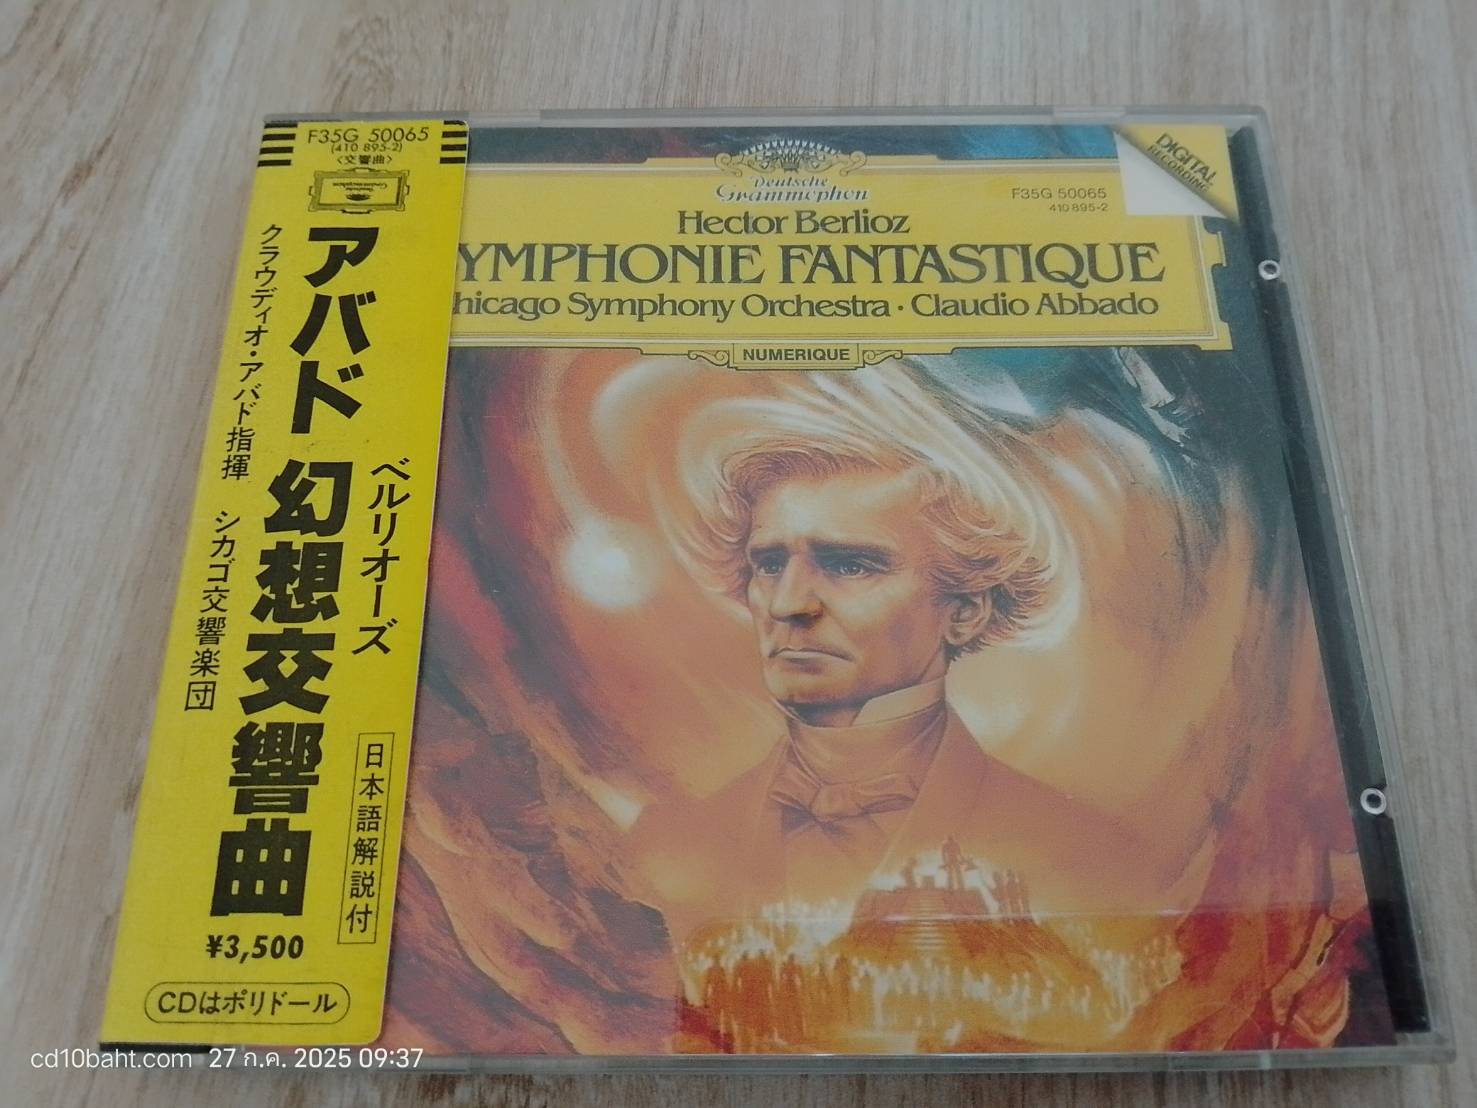 F35G 50065
(410 895-2)
〈交響曲〉
Deutsche
Grammophon
アバド 幻想交響曲
クラウディオ・アバド指揮 シカゴ交響楽団
ベルリオーズ
日本語解説付
¥3,500
CDはポリドール
Deutsche
Grammophon
F35G 50065
410 895-2
DIGITAL
RECORDING
Hector Berlioz
YMPHONIE FANTASTIQUE
hicago Symphony Orchestra · Claudio Abbado
NUMERIQUE
cd10baht.com 27 ก.ค. 2025 09:37